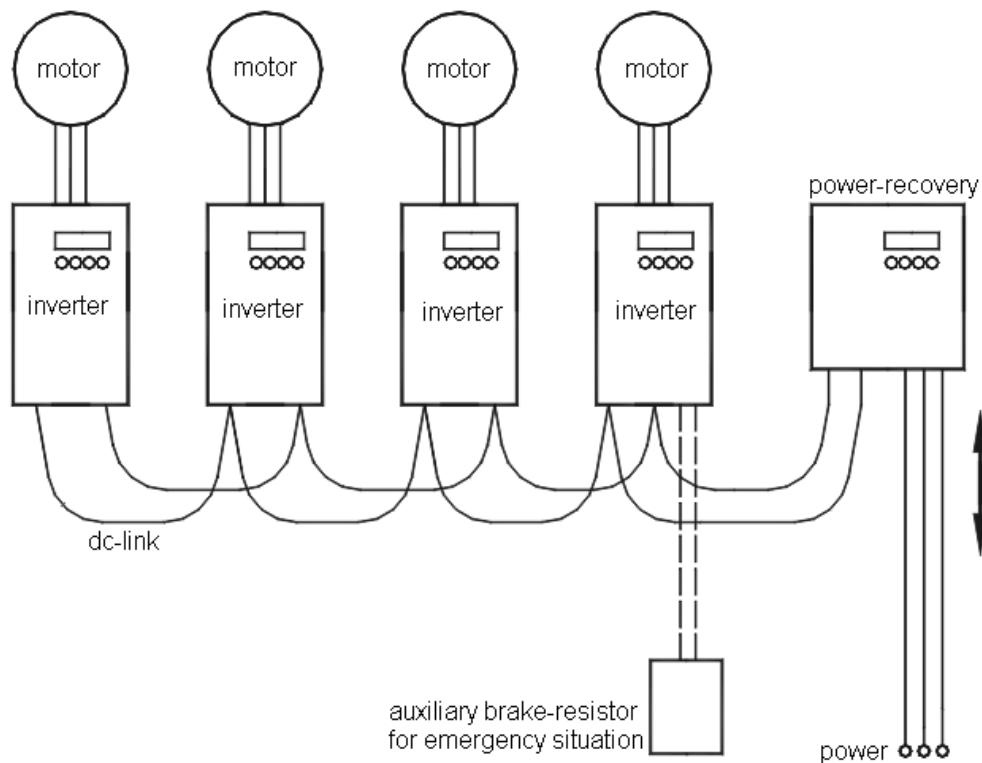 motor
motor
motor
motor
power-recovery
inverter
inverter
inverter
inverter
dc-link
auxiliary brake-resistor
for emergency situation
power